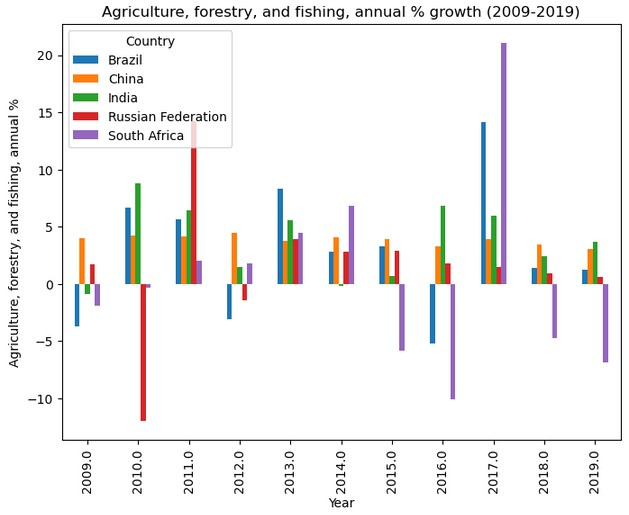 Agriculture, forestry, and fishing, annual % growth (2009-2019)
Agriculture, forestry, and fishing, annual %
20
15
10
5
0
−5
−10
Country
Brazil
China
India
Russian Federation
South Africa
2009.0
2010.0
2011.0
2012.0
2013.0
2014.0
2015.0
2016.0
2017.0
2018.0
2019.0
Year